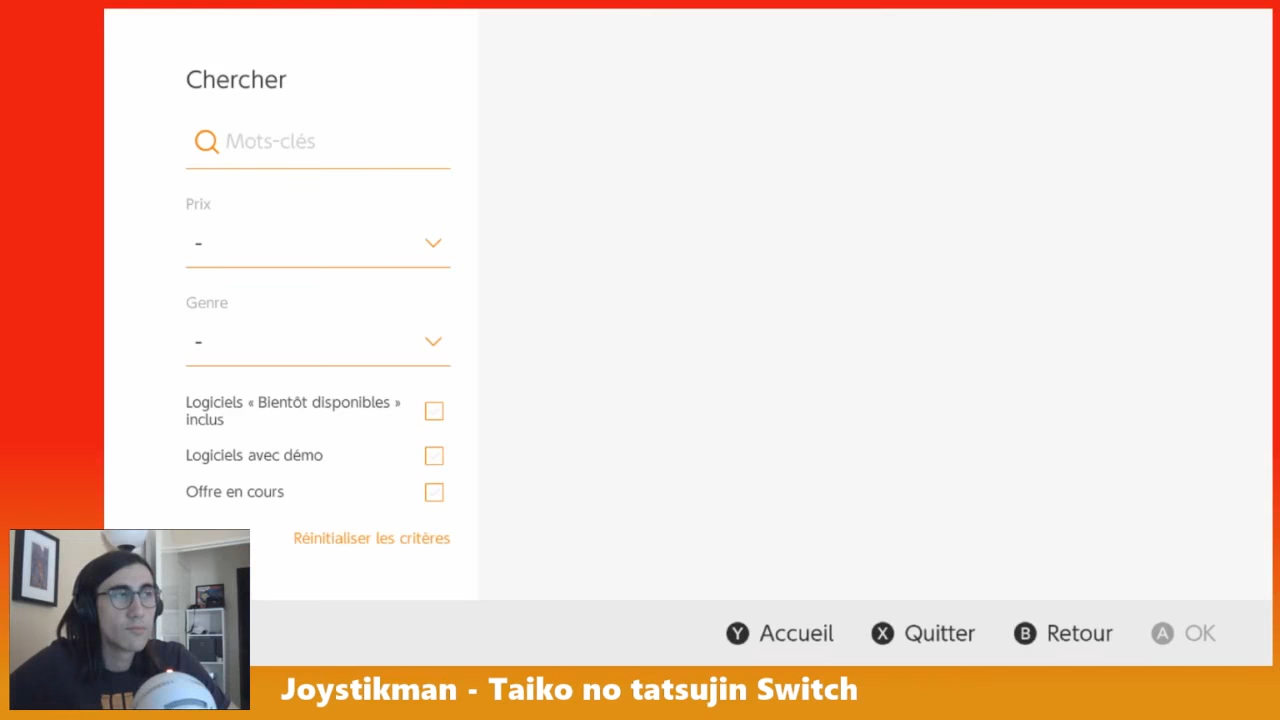 Chercher
Mots-clés
Prix
-
Genre
-
Logiciels « Bientôt disponibles »
inclus
Logiciels avec démo
Offre en cours
Réinitialiser les critères
Y Accueil X Quitter B Retour A OK
Joystikman - Taiko no tatsujin Switch